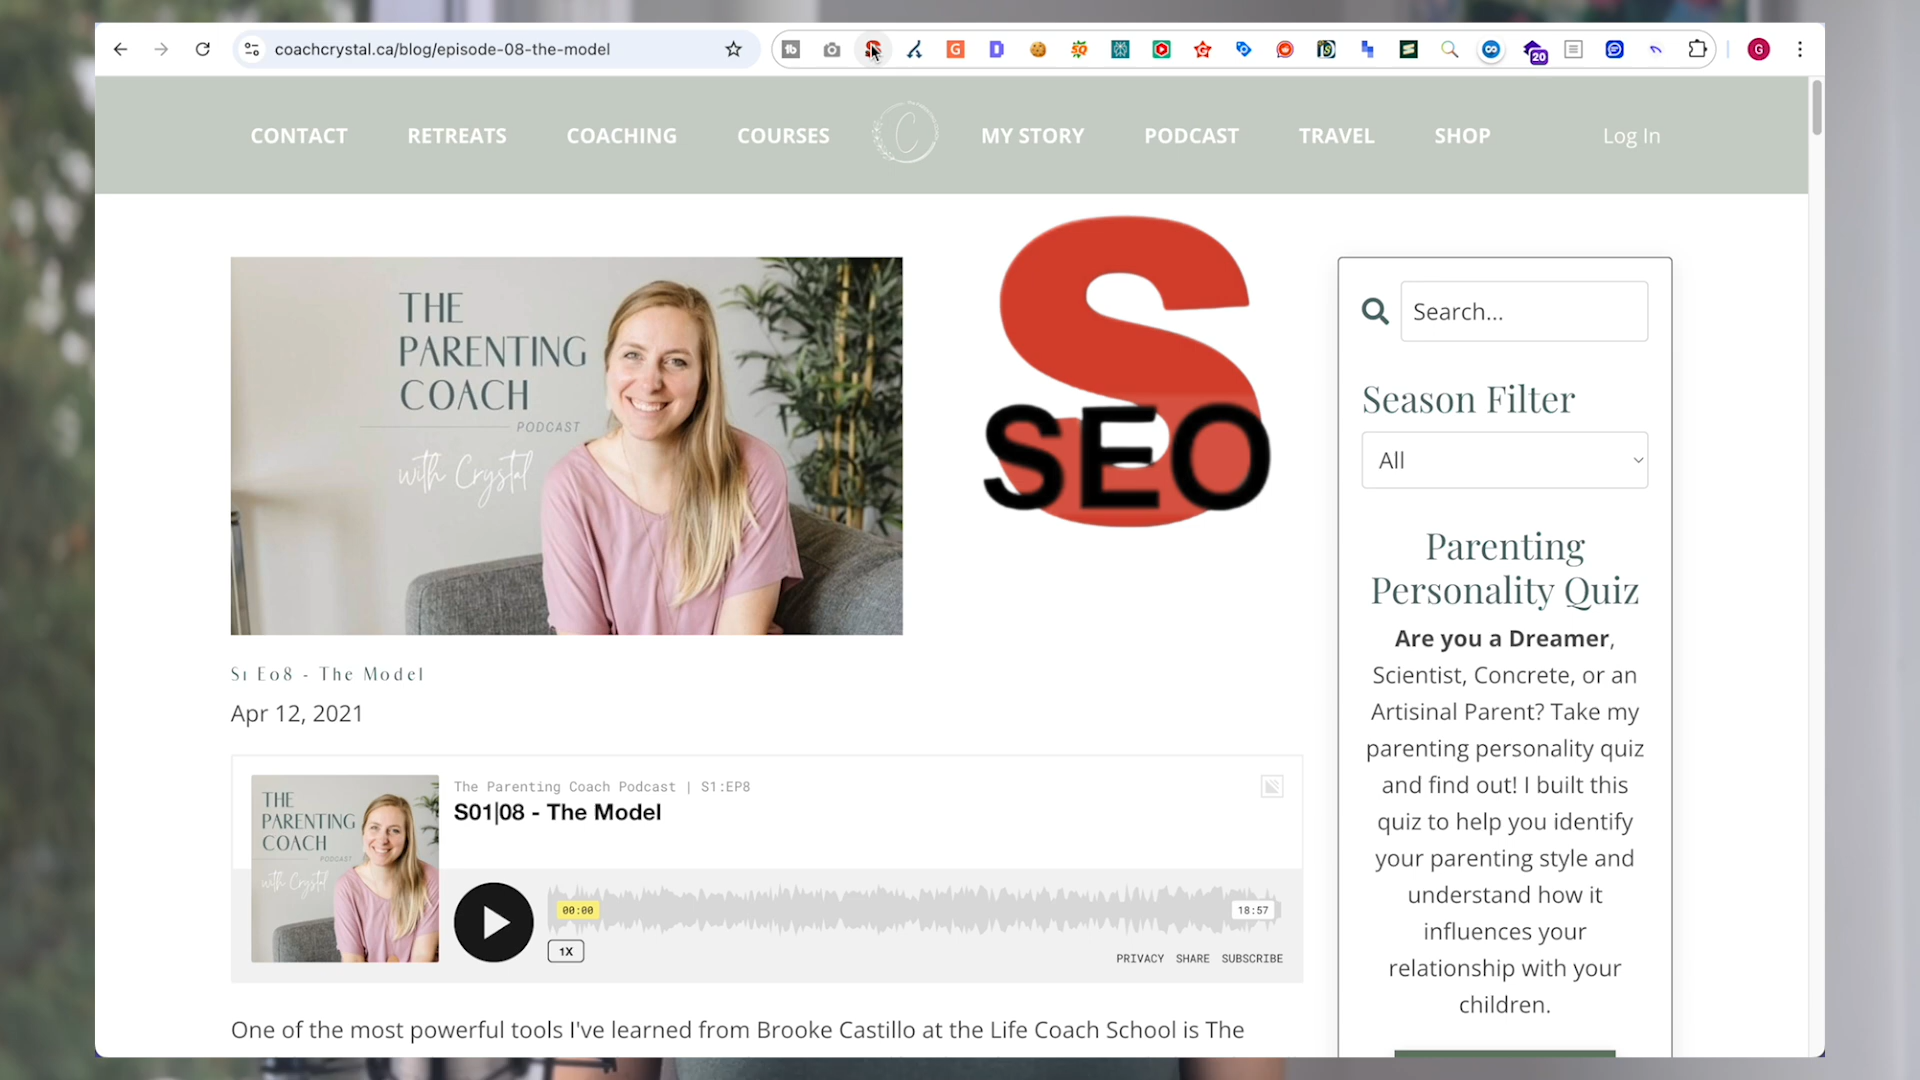 coachcrystal.ca/blog/episode-08-the-model
20
G
CONTACT RETREATS COACHING COURSES C MY STORY PODCAST TRAVEL SHOP Log In
THE
PARENTING
COACH
PODCAST
with Crystal
S
SEO
Search...
Season Filter
All
Parenting
Personality Quiz
Are you a Dreamer,
Scientist, Concrete, or an
Artisinal Parent? Take my
parenting personality quiz
and find out! I built this
quiz to help you identify
your parenting style and
understand how it
influences your
relationship with your
children.
S1 E08 - The Model
Apr 12, 2021
THE
PARENTING
COACH
PODCAST
with Crystal
The Parenting Coach Podcast | S1:EP8
S01|08 - The Model
00:00
18:57
1X
PRIVACY SHARE SUBSCRIBE
One of the most powerful tools I've learned from Brooke Castillo at the Life Coach School is The